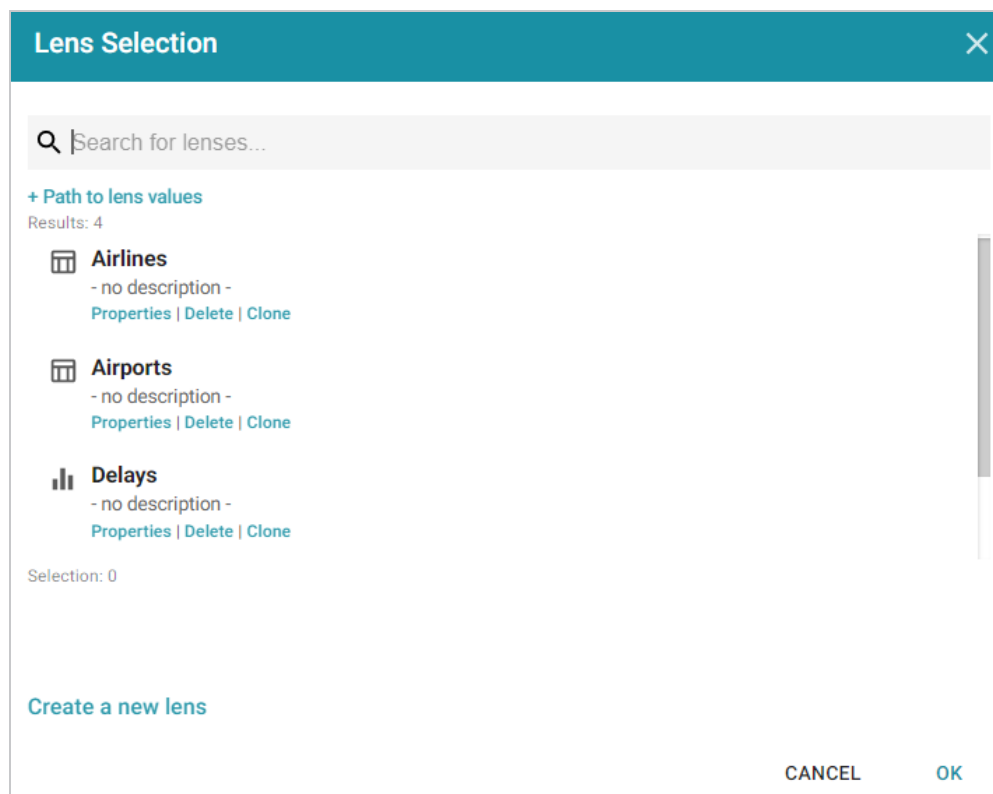 Lens Selection
Search for lenses...
+ Path to lens values
Results: 4
Airlines
- no description -
Properties | Delete | Clone
Airports
- no description -
Properties | Delete | Clone
Delays
- no description -
Properties | Delete | Clone
Selection: 0
Create a new lens
CANCEL OK